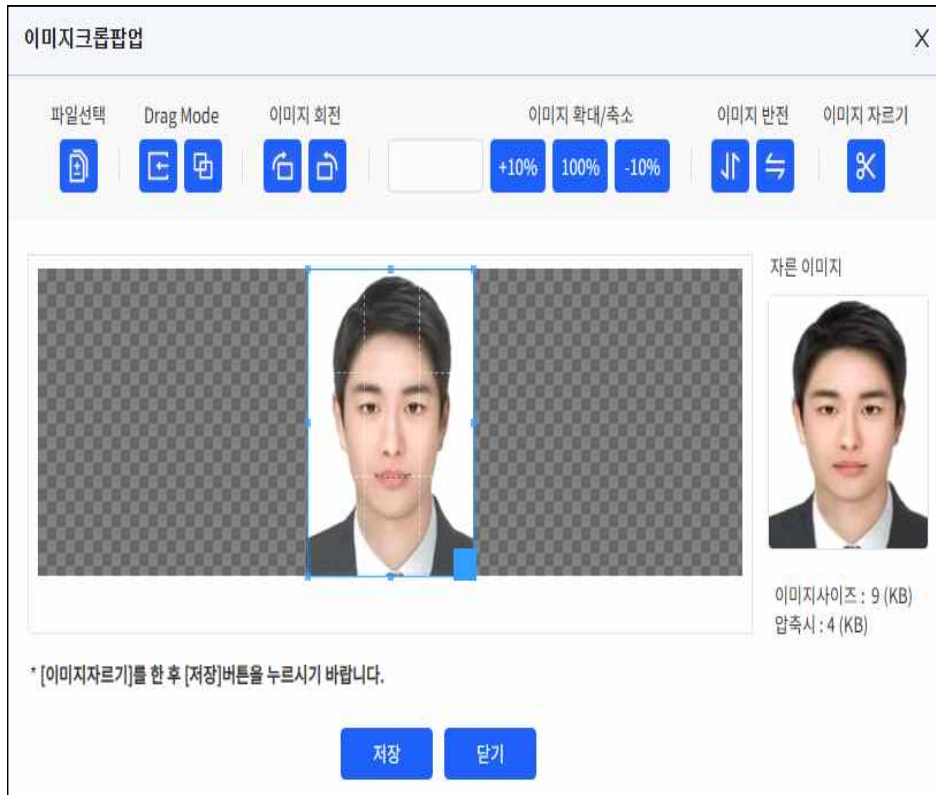 이미지크롭팝업 X
파일선택 Drag Mode 이미지 회전 이미지 확대/축소 이미지 반전 이미지 자르기
+10% 100% -10%
자른 이미지
이미지사이즈 : 9 (KB)
압축시 : 4 (KB)
* [이미지자르기]를 한 후 [저장]버튼을 누르시기 바랍니다.
저장 닫기